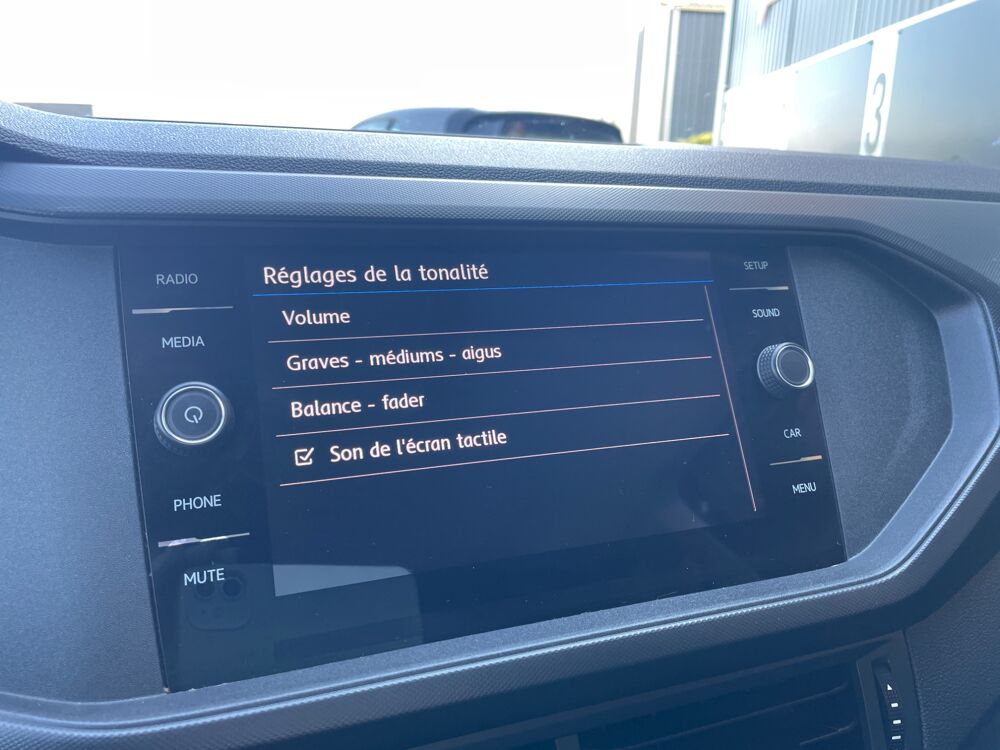 3
RADIO
MEDIA
PHONE
MUTE
Réglages de la tonalité
Volume
Graves - médiums - aigus
Balance - fader
Son de l'écran tactile
SETUP
SOUND
CAR
MENU